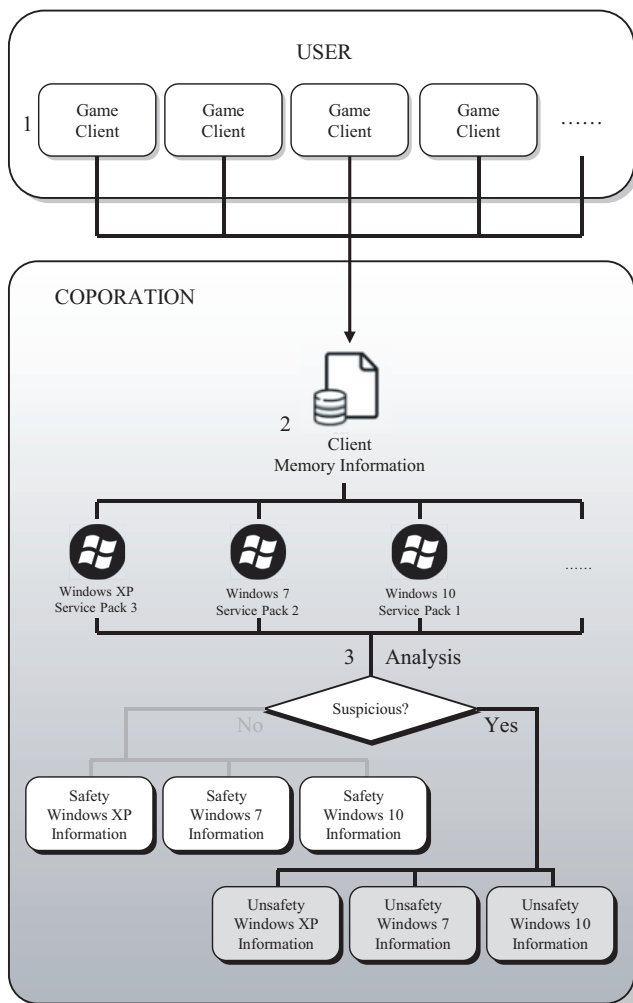 USER
1
Game
Client
Game
Client
Game
Client
Game
Client
......
COPORATION
2
Client
Memory Information
Windows XP
Service Pack 3
Windows 7
Service Pack 2
Windows 10
Service Pack 1
......
3 Analysis
Suspicious?
No
Yes
Safety
Windows XP
Information
Safety
Windows 7
Information
Safety
Windows 10
Information
Unsafety
Windows XP
Information
Unsafety
Windows 7
Information
Unsafety
Windows 10
Information